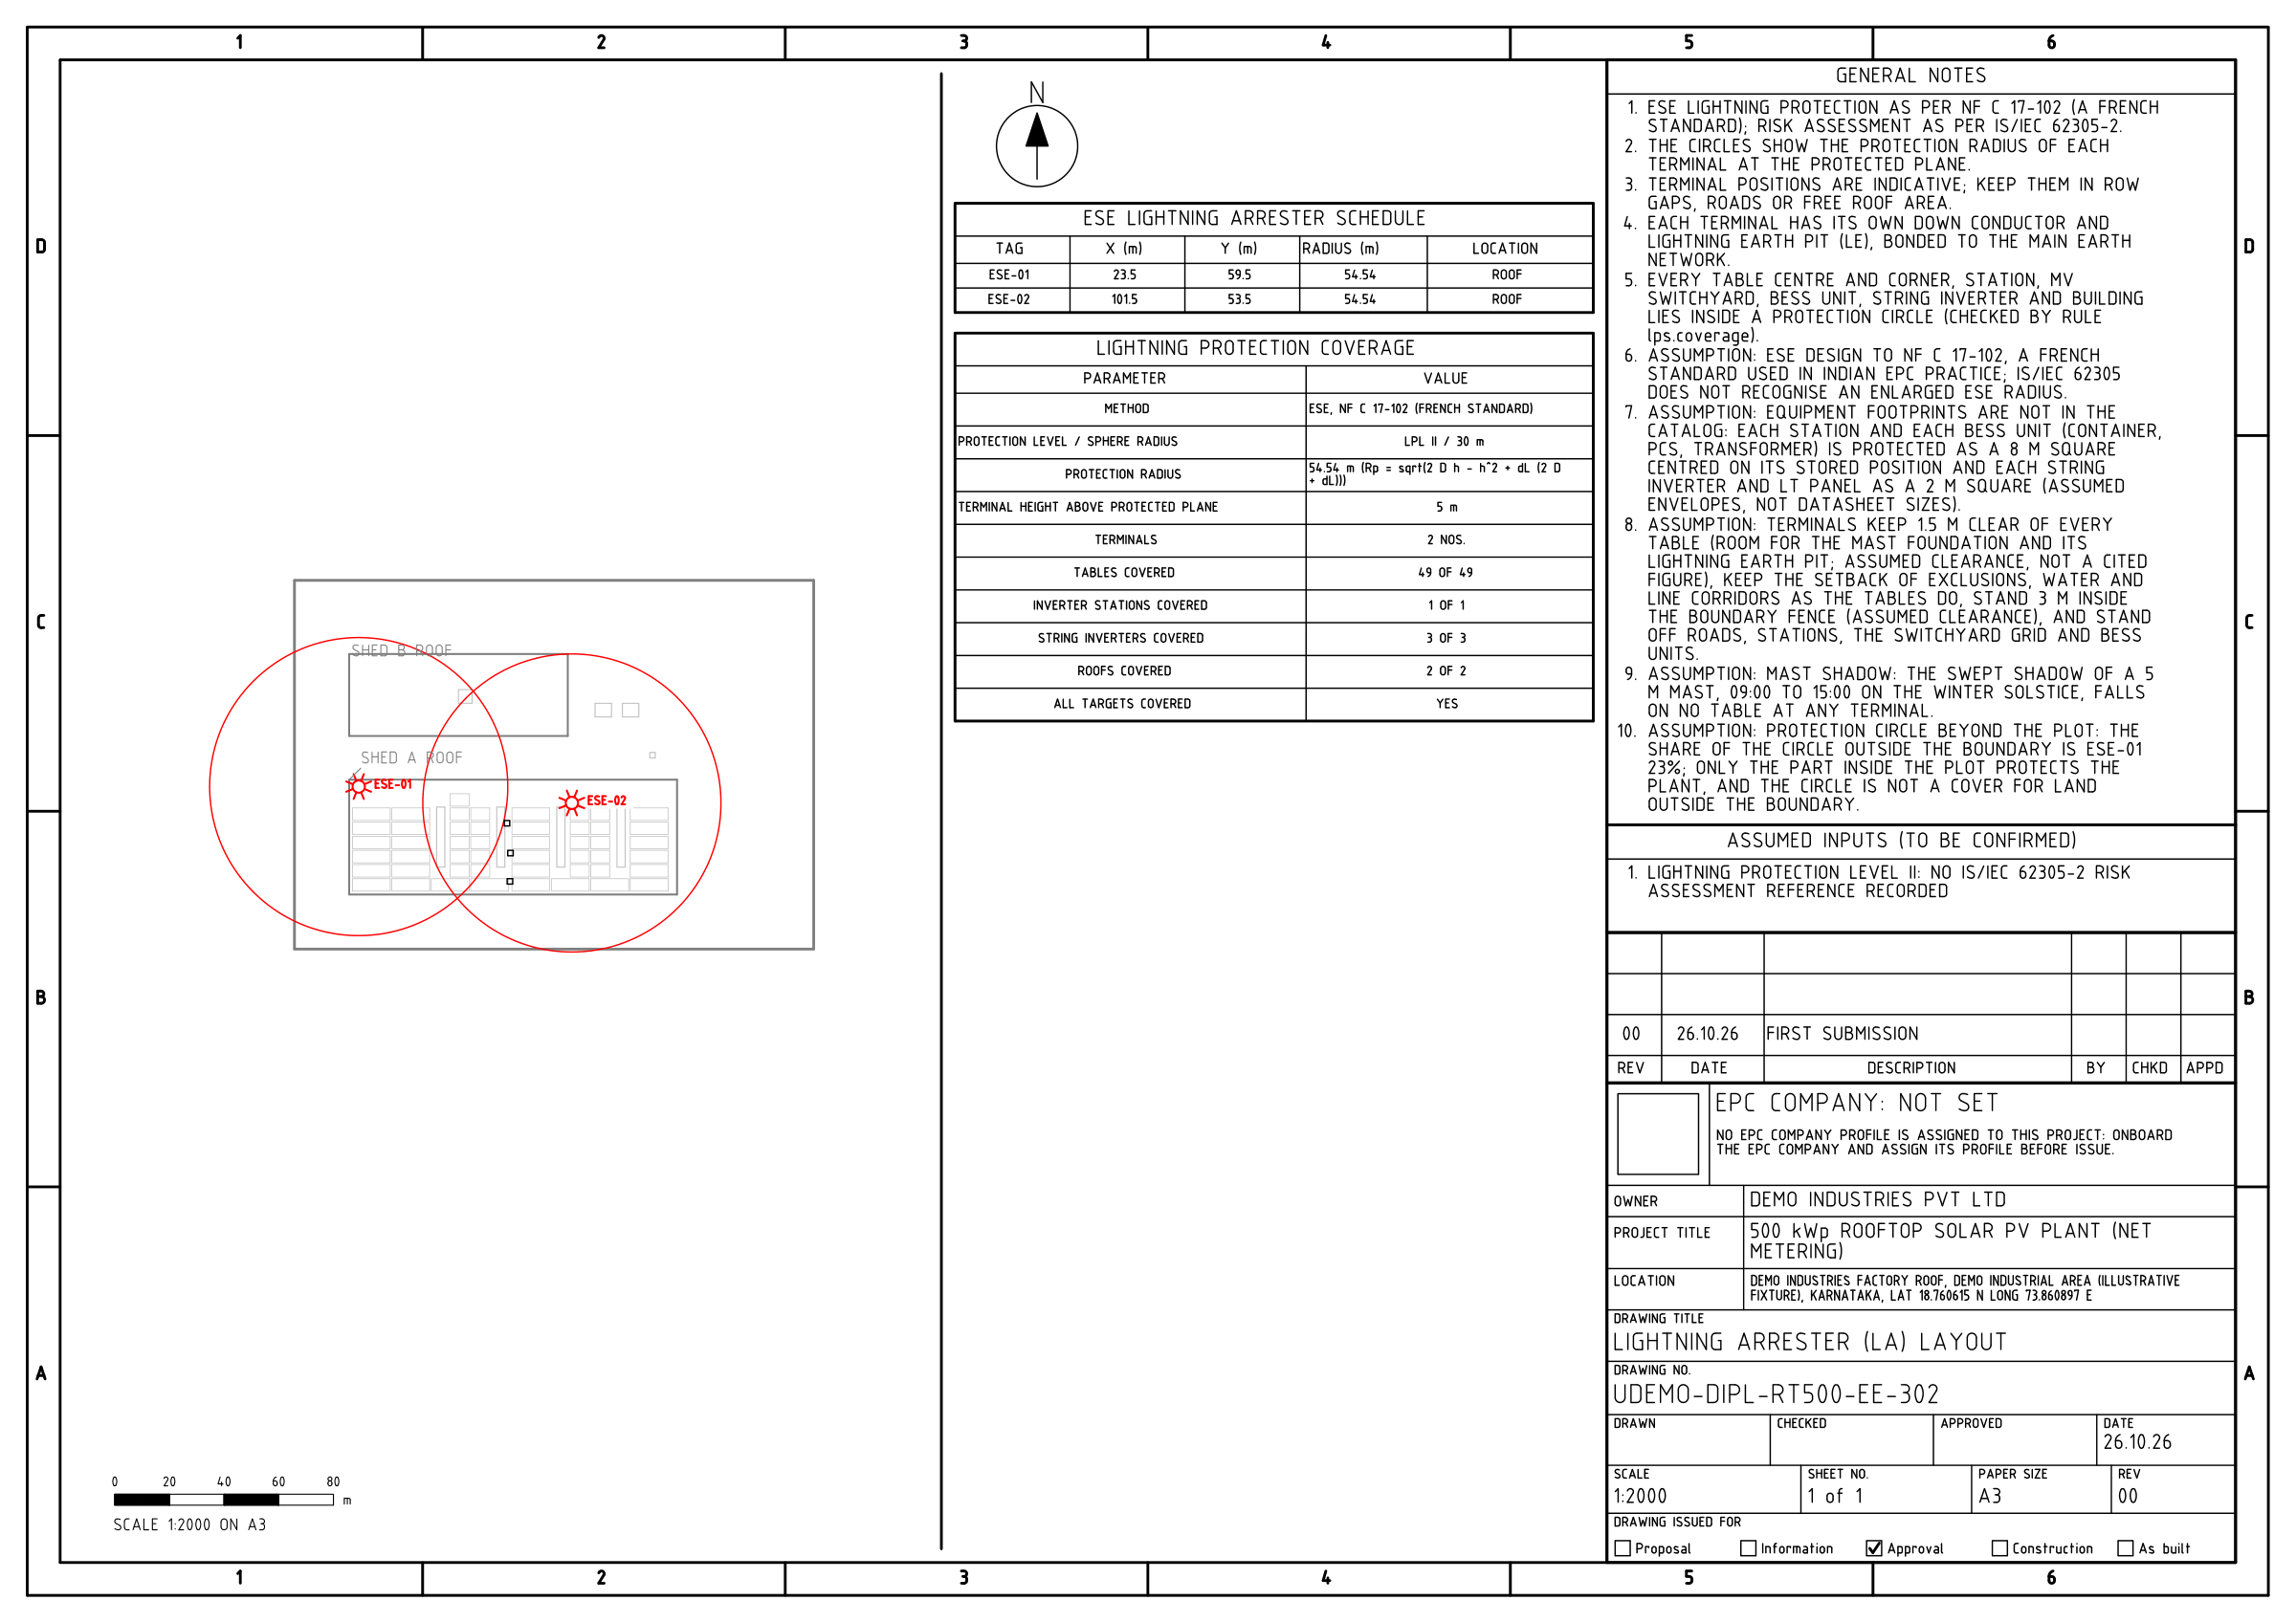 1 2 3 4 5 6
D
C
B
A
D
C
B
A
N
SHED B ROOF
SHED A ROOF
ESE-01
ESE-02
0 20 40 60 80
m
SCALE 1:2000 ON A3
ESE LIGHTNING ARRESTER SCHEDULE
TAG X (m) Y (m) RADIUS (m) LOCATION
ESE-01 23.5 59.5 54.54 ROOF
ESE-02 101.5 53.5 54.54 ROOF
LIGHTNING PROTECTION COVERAGE
PARAMETER VALUE
METHOD ESE, NF C 17-102 (FRENCH STANDARD)
PROTECTION LEVEL / SPHERE RADIUS LPL II / 30 m
PROTECTION RADIUS 54.54 m (Rp = sqrt(2 D h - h^2 + dL (2 D
+ dL)))
TERMINAL HEIGHT ABOVE PROTECTED PLANE 5 m
TERMINALS 2 NOS.
TABLES COVERED 49 OF 49
INVERTER STATIONS COVERED 1 OF 1
STRING INVERTERS COVERED 3 OF 3
ROOFS COVERED 2 OF 2
ALL TARGETS COVERED YES
GENERAL NOTES
1. ESE LIGHTNING PROTECTION AS PER NF C 17-102 (A FRENCH
STANDARD); RISK ASSESSMENT AS PER IS/IEC 62305-2.
2. THE CIRCLES SHOW THE PROTECTION RADIUS OF EACH
TERMINAL AT THE PROTECTED PLANE.
3. TERMINAL POSITIONS ARE INDICATIVE; KEEP THEM IN ROW
GAPS, ROADS OR FREE ROOF AREA.
4. EACH TERMINAL HAS ITS OWN DOWN CONDUCTOR AND
LIGHTNING EARTH PIT (LE), BONDED TO THE MAIN EARTH
NETWORK.
5. EVERY TABLE CENTRE AND CORNER, STATION, MV
SWITCHYARD, BESS UNIT, STRING INVERTER AND BUILDING
LIES INSIDE A PROTECTION CIRCLE (CHECKED BY RULE
lps.coverage).
6. ASSUMPTION: ESE DESIGN TO NF C 17-102, A FRENCH
STANDARD USED IN INDIAN EPC PRACTICE; IS/IEC 62305
DOES NOT RECOGNISE AN ENLARGED ESE RADIUS.
7. ASSUMPTION: EQUIPMENT FOOTPRINTS ARE NOT IN THE
CATALOG: EACH STATION AND EACH BESS UNIT (CONTAINER,
PCS, TRANSFORMER) IS PROTECTED AS A 8 M SQUARE
CENTRED ON ITS STORED POSITION AND EACH STRING
INVERTER AND LT PANEL AS A 2 M SQUARE (ASSUMED
ENVELOPES, NOT DATASHEET SIZES).
8. ASSUMPTION: TERMINALS KEEP 1.5 M CLEAR OF EVERY
TABLE (ROOM FOR THE MAST FOUNDATION AND ITS
LIGHTNING EARTH PIT; ASSUMED CLEARANCE, NOT A CITED
FIGURE), KEEP THE SETBACK OF EXCLUSIONS, WATER AND
LINE CORRIDORS AS THE TABLES DO, STAND 3 M INSIDE
THE BOUNDARY FENCE (ASSUMED CLEARANCE), AND STAND
OFF ROADS, STATIONS, THE SWITCHYARD GRID AND BESS
UNITS.
9. ASSUMPTION: MAST SHADOW: THE SWEPT SHADOW OF A 5
M MAST, 09:00 TO 15:00 ON THE WINTER SOLSTICE, FALLS
ON NO TABLE AT ANY TERMINAL.
10. ASSUMPTION: PROTECTION CIRCLE BEYOND THE PLOT: THE
SHARE OF THE CIRCLE OUTSIDE THE BOUNDARY IS ESE-01
23%; ONLY THE PART INSIDE THE PLOT PROTECTS THE
PLANT, AND THE CIRCLE IS NOT A COVER FOR LAND
OUTSIDE THE BOUNDARY.
ASSUMED INPUTS (TO BE CONFIRMED)
1. LIGHTNING PROTECTION LEVEL II: NO IS/IEC 62305-2 RISK
ASSESSMENT REFERENCE RECORDED
00 26.10.26 FIRST SUBMISSION
REV DATE DESCRIPTION BY CHKD APPD
EPC COMPANY: NOT SET
NO EPC COMPANY PROFILE IS ASSIGNED TO THIS PROJECT: ONBOARD
THE EPC COMPANY AND ASSIGN ITS PROFILE BEFORE ISSUE.
OWNER DEMO INDUSTRIES PVT LTD
PROJECT TITLE 500 kWp ROOFTOP SOLAR PV PLANT (NET
METERING)
LOCATION DEMO INDUSTRIES FACTORY ROOF, DEMO INDUSTRIAL AREA (ILLUSTRATIVE
FIXTURE), KARNATAKA, LAT 18.760615 N LONG 73.860897 E
DRAWING TITLE
LIGHTNING ARRESTER (LA) LAYOUT
DRAWING NO.
UDEMO-DIPL-RT500-EE-302
DRAWN CHECKED APPROVED DATE
26.10.26
SCALE SHEET NO. PAPER SIZE REV
1:2000 1 of 1 A3 00
DRAWING ISSUED FOR
Proposal Information Approval Construction As built
1 2 3 4 5 6